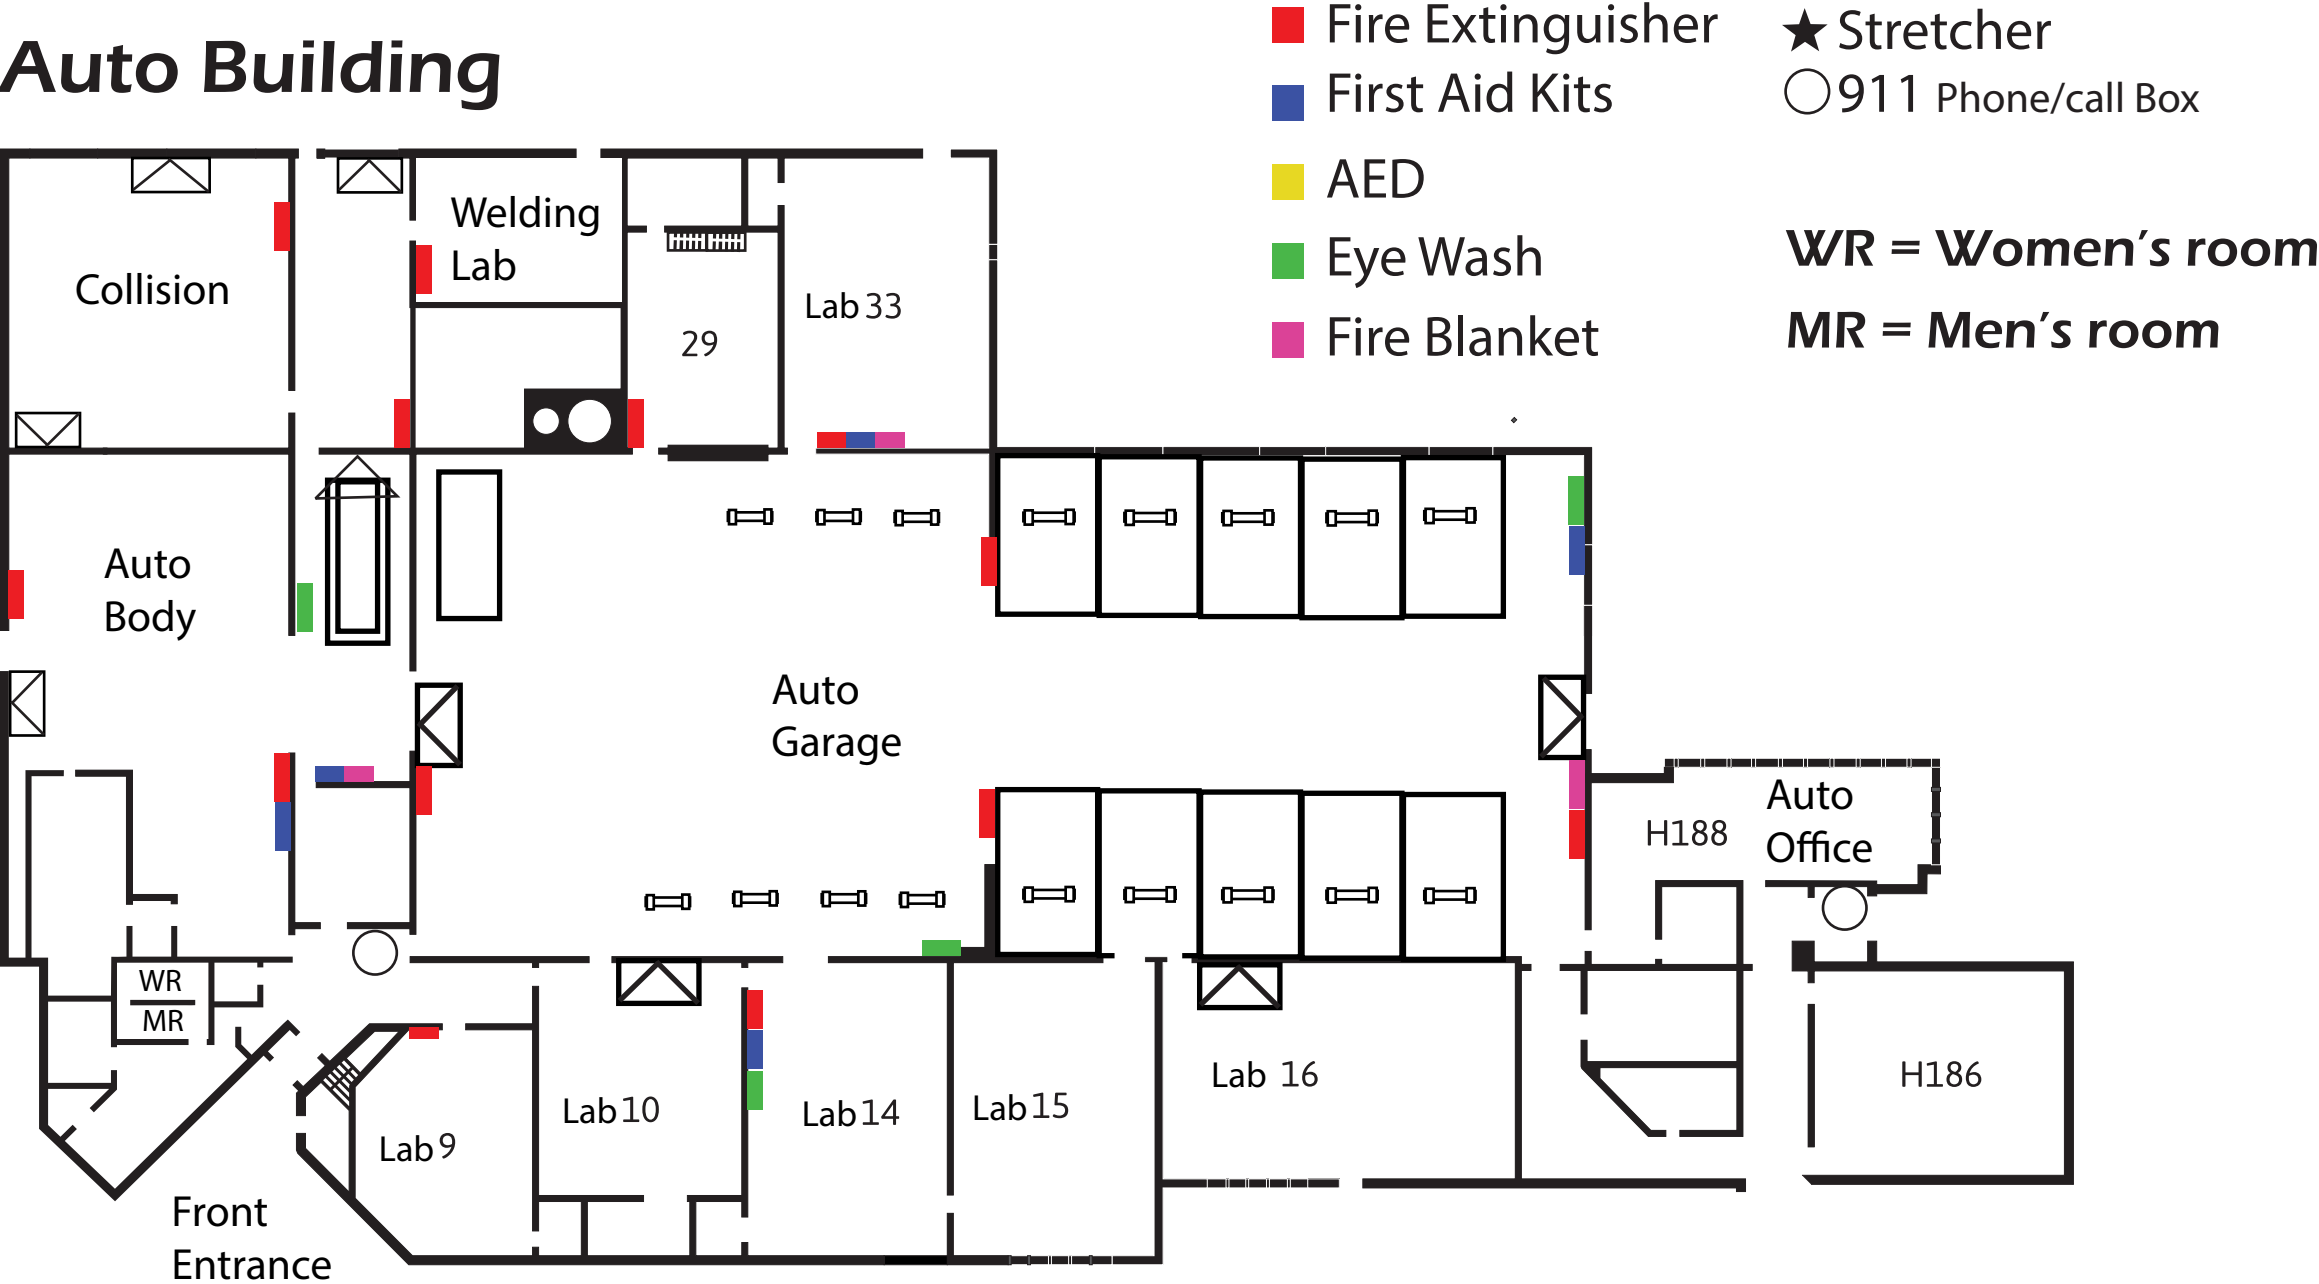 Auto Building
Fire Extinguisher
First Aid Kits
AED
Eye Wash
Fire Blanket
Stretcher
911 Phone/call Box
WR = Women's room
MR = Men's room
Collision
Welding
Lab
29
Lab 33
Auto
Body
Auto
Garage
H188
Auto
Office
WR
MR
Lab 9
Lab 10
Lab 14
Lab 15
Lab 16
H186
Front
Entrance